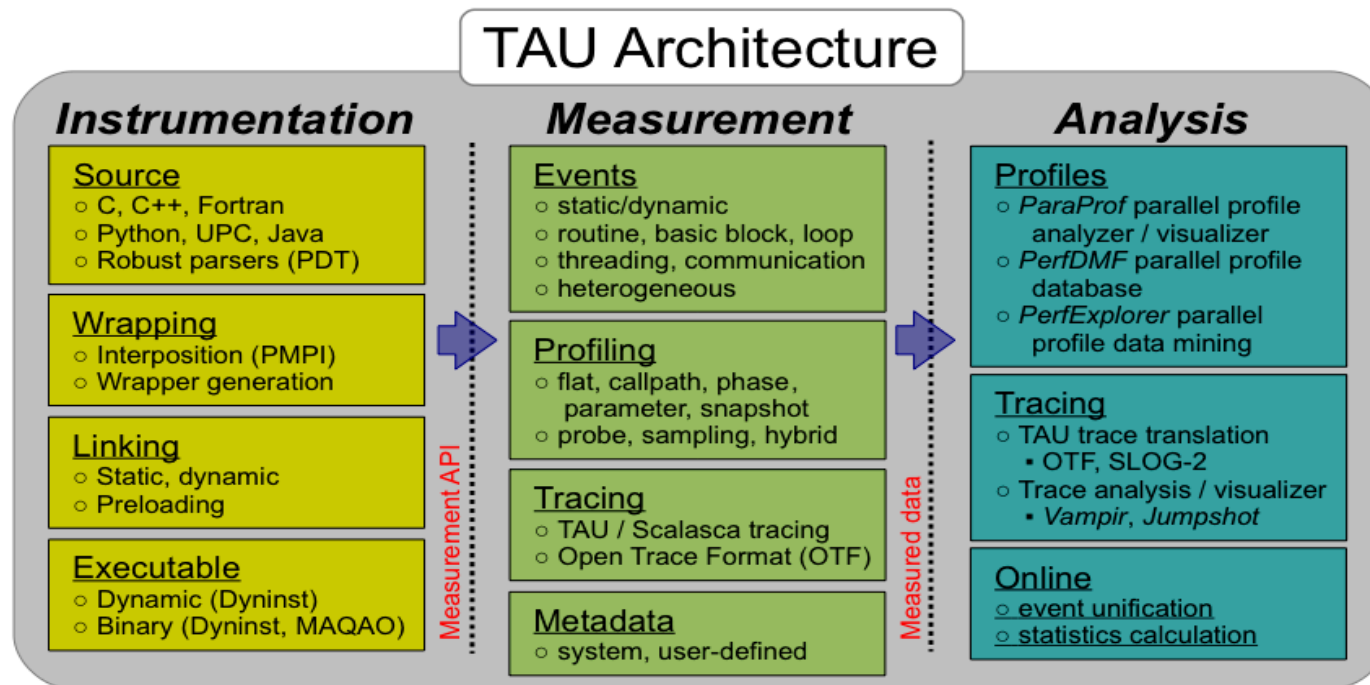 TAU Architecture
Instrumentation
Source
○ C, C++, Fortran
○ Python, UPC, Java
○ Robust parsers (PDT)
Wrapping
○ Interposition (PMPI)
○ Wrapper generation
Linking
○ Static, dynamic
○ Preloading
Executable
○ Dynamic (Dyninst)
○ Binary (Dyninst, MAQAO)
Measurement API
Measurement
Events
○ static/dynamic
○ routine, basic block, loop
○ threading, communication
○ heterogeneous
Profiling
○ flat, callpath, phase,
parameter, snapshot
○ probe, sampling, hybrid
Tracing
○ TAU / Scalasca tracing
○ Open Trace Format (OTF)
Metadata
○ system, user-defined
Measured data
Analysis
Profiles
○ ParaProf parallel profile
analyzer / visualizer
○ PerfDMF parallel profile
database
○ PerfExplorer parallel
profile data mining
Tracing
○ TAU trace translation
▪ OTF, SLOG-2
○ Trace analysis / visualizer
▪ Vampir, Jumpshot
Online
○ event unification
○ statistics calculation